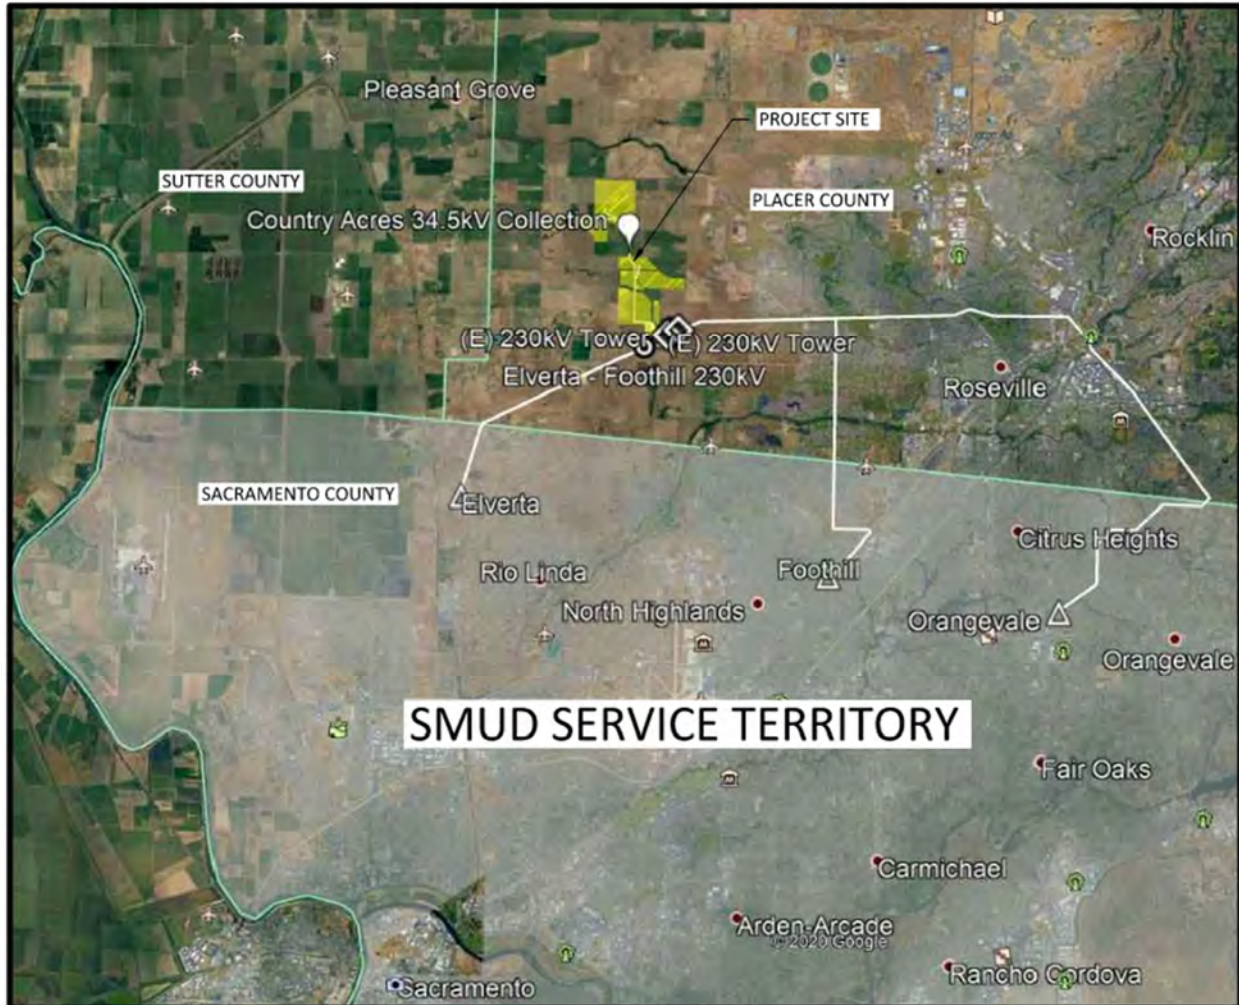 Pleasant Grove
PROJECT SITE
SUTTER COUNTY
PLACER COUNTY
Country Acres 34.5kV Collection
Rocklin
(E) 230kV Tower
(E) 230kV Tower
Elverta - Foothill 230kV
Roseville
SACRAMENTO COUNTY
Elverta
Citrus Heights
Rio Linda
Foothill
North Highlands
Orangevale
Orangevale
SMUD SERVICE TERRITORY
Fair Oaks
Carmichael
Arden-Arcade
© 2020 Google
Rancho Cordova
Sacramento